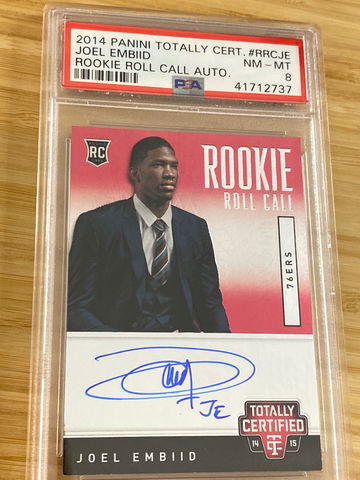 2014 PANINI TOTALLY CERT. #RRCJE
JOEL EMBIID NM - MT
ROOKIE ROLL CALL AUTO. 8
PSA 41712737
RC
ROOKIE
ROLL CALL
76ERS
JE
TOTALLY
CERTIFIED
14 TC 15
JOEL EMBIID